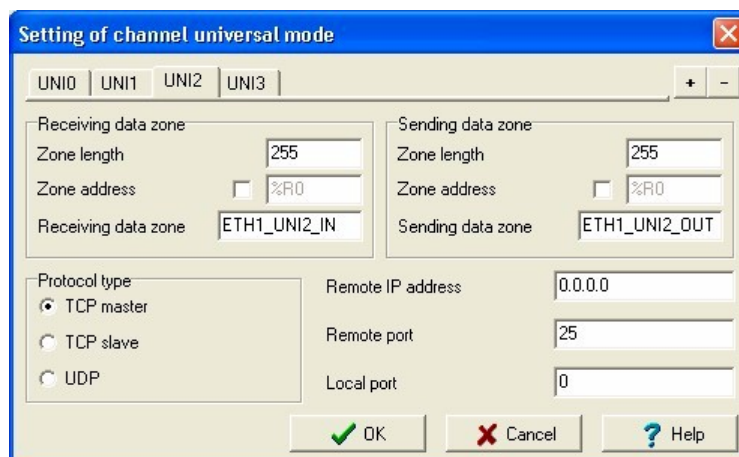 Setting of channel universal mode
UNI0 UNI1 UNI2 UNI3 + -
Receiving data zone
Zone length 255
Zone address %R0
Receiving data zone ETH1_UNI2_IN
Sending data zone
Zone length 255
Zone address %R0
Sending data zone ETH1_UNI2_OUT
Protocol type
TCP master
TCP slave
UDP
Remote IP address 0.0.0.0
Remote port 25
Local port 0
OK Cancel ? Help